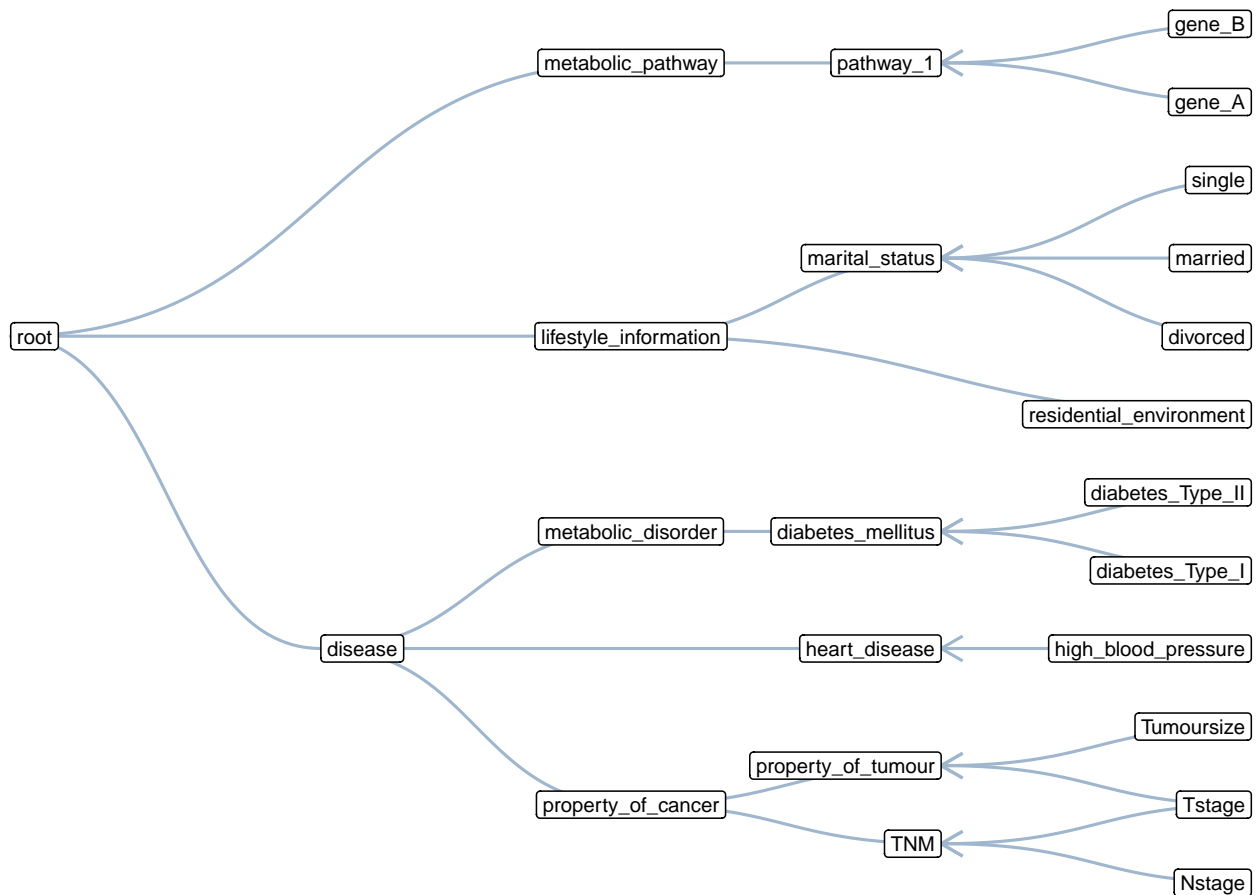 gene_B
metabolic_pathway
pathway_1
gene_A
single
marital_status
married
root
lifestyle_information
divorced
residential_environment
diabetes_Type_II
metabolic_disorder
diabetes_mellitus
diabetes_Type_I
disease
heart_disease
high_blood_pressure
Tumoursize
property_of_tumour
property_of_cancer
Tstage
TNM
Nstage